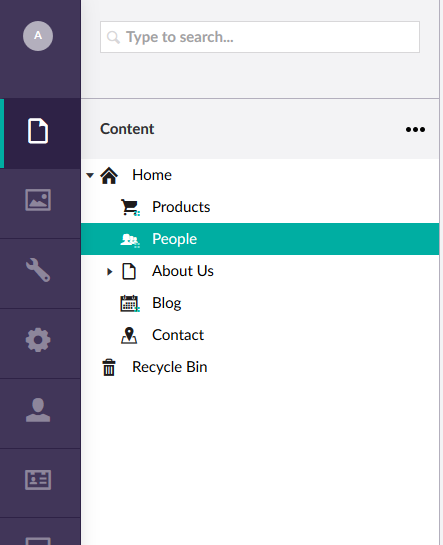 A
Type to search...
Content
Home
Products
People
About Us
Blog
Contact
Recycle Bin